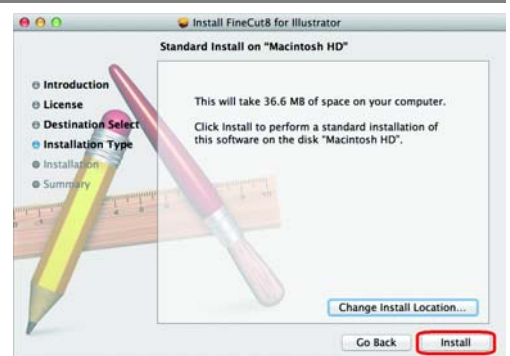 Install FineCut8 for Illustrator
Standard Install on "Macintosh HD"
Introduction
License
Destination Select
Installation Type
Installation
Summary
This will take 36.6 MB of space on your computer.
Click Install to perform a standard installation of
this software on the disk "Macintosh HD".
Change Install Location...
Go Back
Install